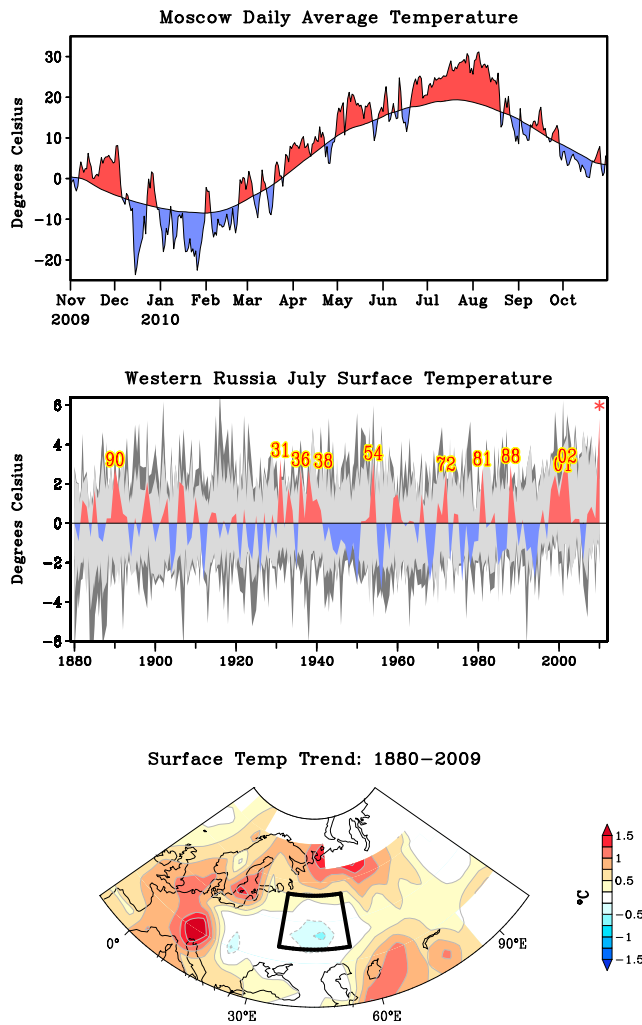 Moscow Daily Average Temperature
Degrees Celsius
30
20
10
0
−10
−20
Nov Dec Jan Feb Mar Apr May Jun Jul Aug Sep Oct
2009 2010
Western Russia July Surface Temperature
Degrees Celsius
6
4
2
0
−2
−4
−6
90 31 36 38 54 72 81 88 02 01
*
1880 1900 1920 1940 1960 1980 2000
Surface Temp Trend: 1880−2009
0°
30°E
60°E
90°E
°C
1.5
1
0.5
0
−0.5
−1
−1.5